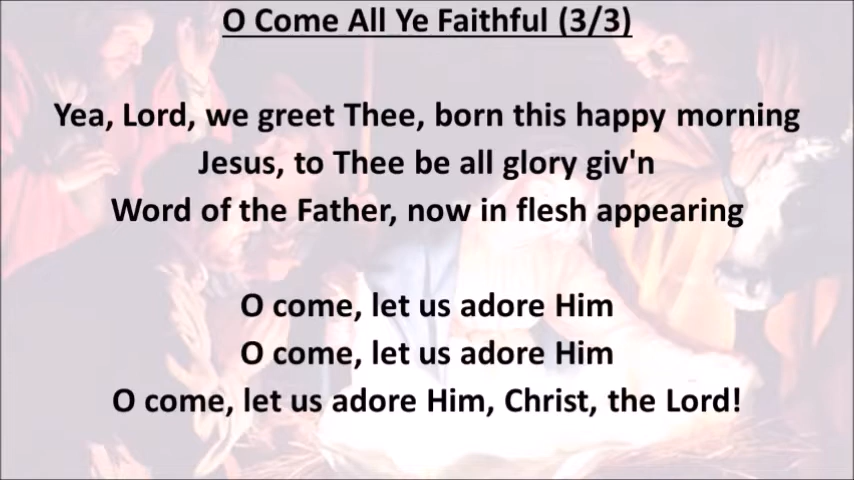 O Come All Ye Faithful (3/3)
Yea, Lord, we greet Thee, born this happy morning
Jesus, to Thee be all glory giv'n
Word of the Father, now in flesh appearing
O come, let us adore Him
O come, let us adore Him
O come, let us adore Him, Christ, the Lord!